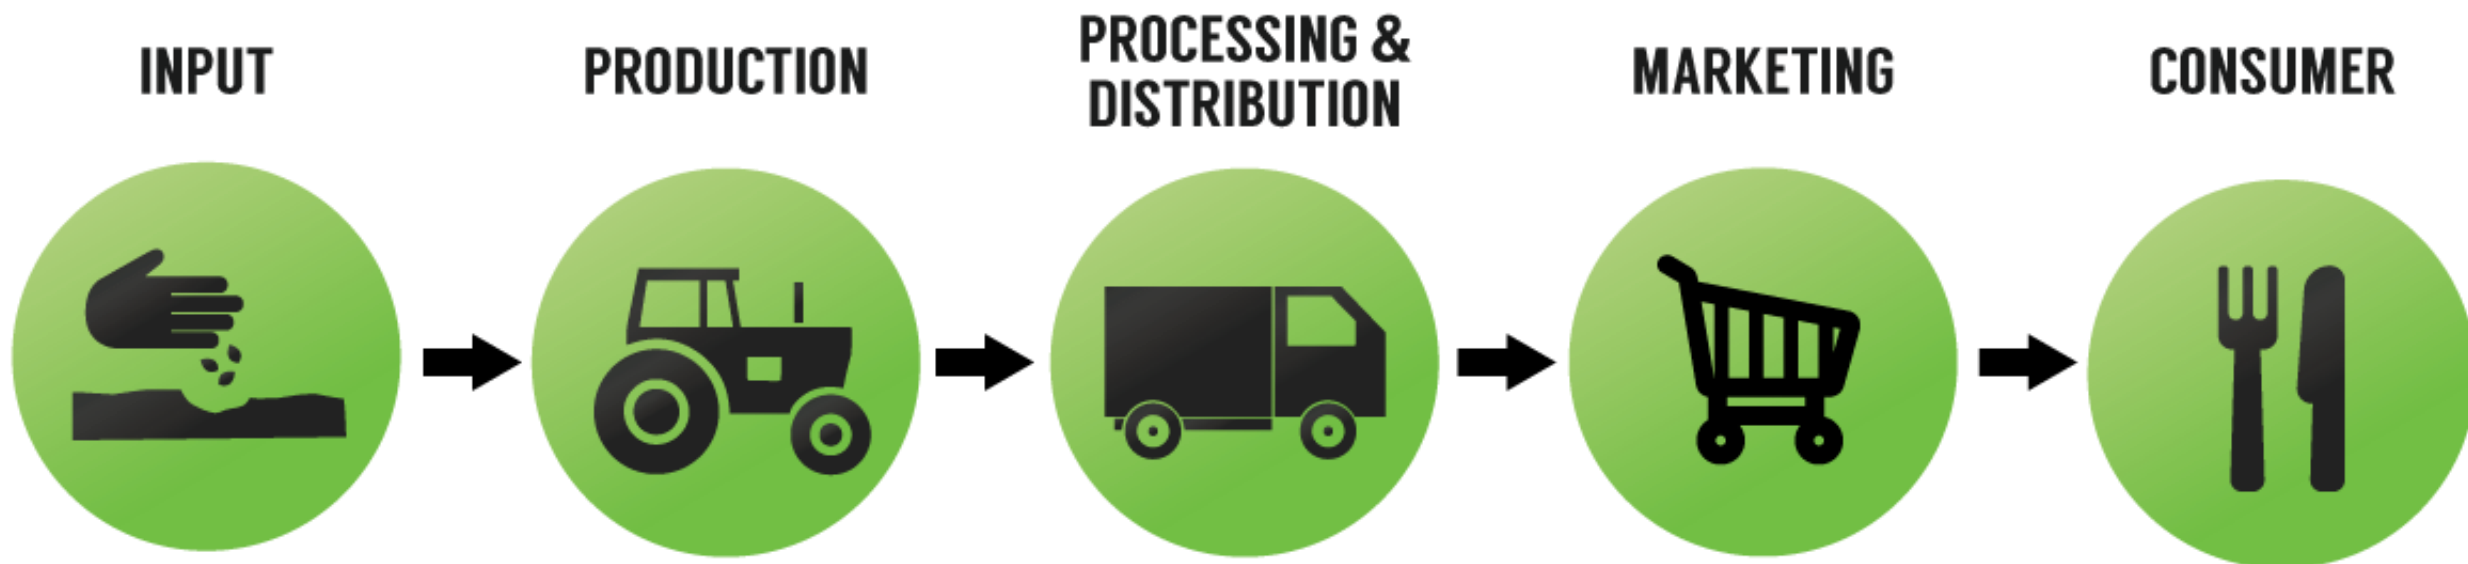 INPUT
PRODUCTION
PROCESSING &
DISTRIBUTION
MARKETING
CONSUMER